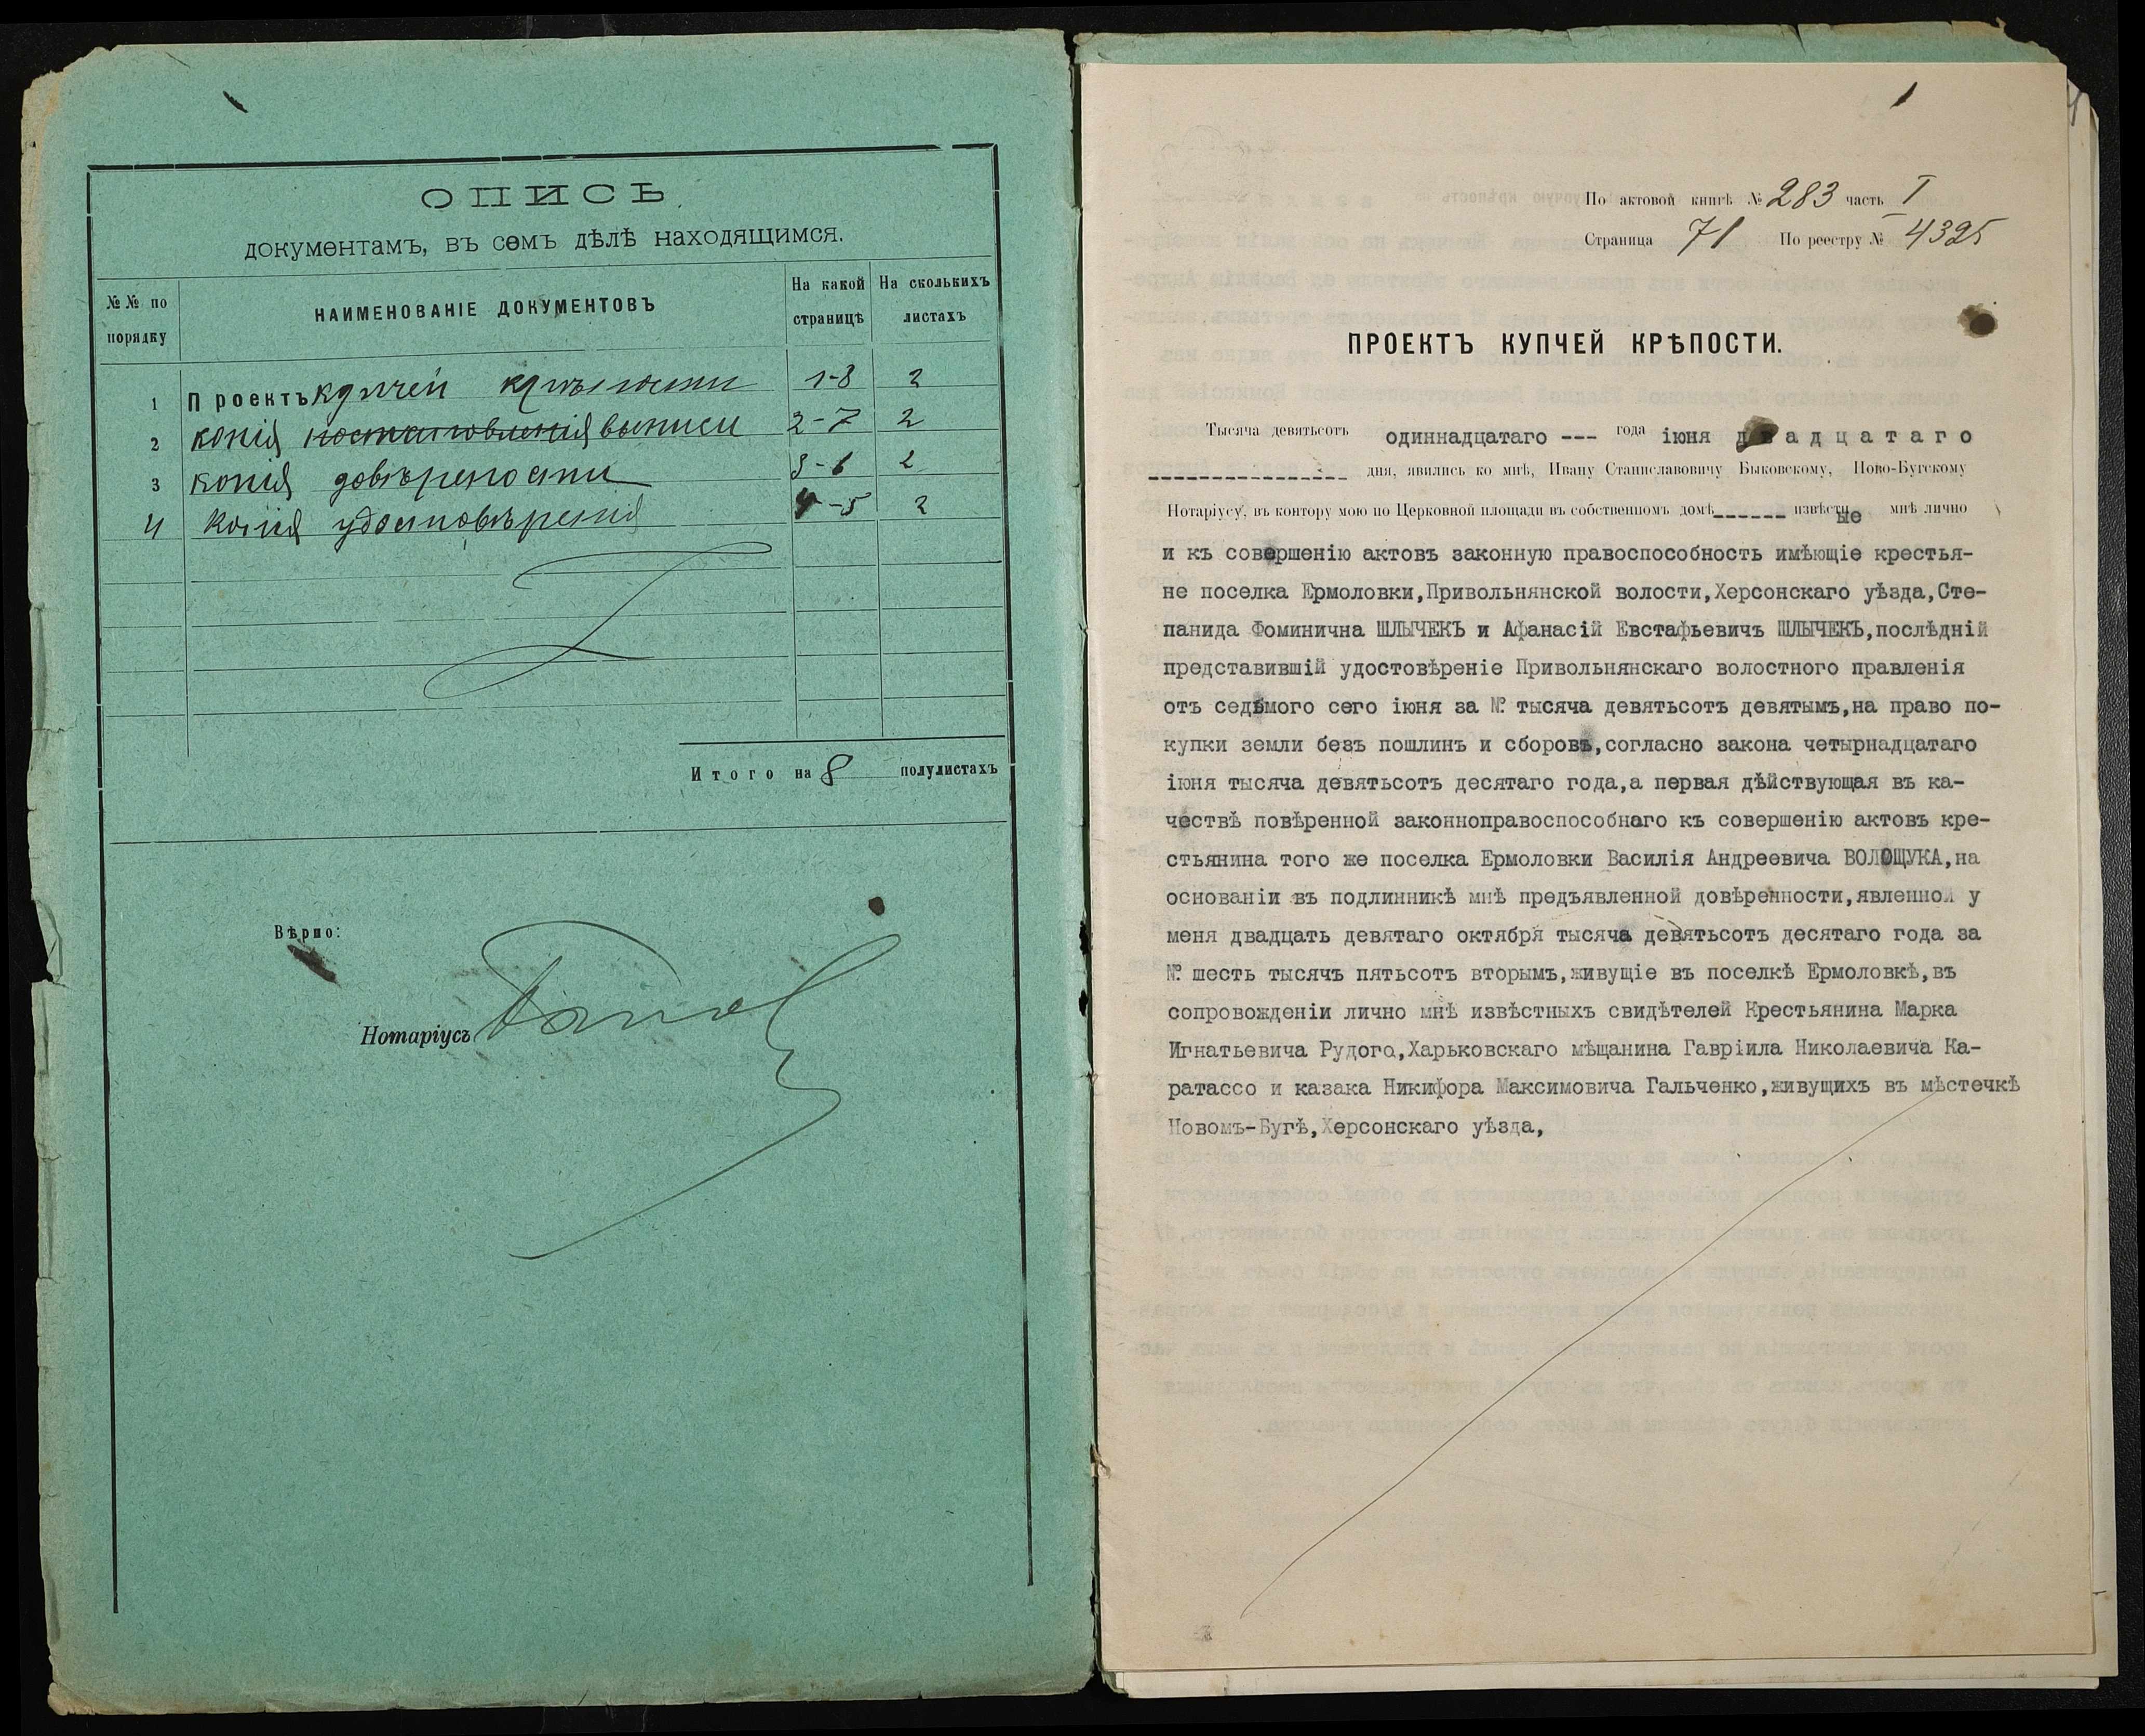 ОПИСЬ
документамъ, въ семъ дѣлѣ находящимся.
№№ по порядку
НАИМЕНОВАНІЕ ДОКУМЕНТОВЪ
На какой страницѣ
На сколькихъ листахъ
1 Проектъ купчей крѣпости 1-8 2
2 копія постановленія выписи 2-7 2
3 копія довѣрености 3-6 2
4 копія удостовѣренія 4-5 2
Итого на 8 полулистахъ
Вѣрно:
Нотаріусъ
1
По актовой книгѣ № 283 часть I
Страница 71 По реестру № 4325
ПРОЕКТЪ КУПЧЕЙ КРѢПОСТИ.
Тысяча девятьсотъ одиннадцатаго --- года іюня двадцатаго
---------------- дня, явились ко мнѣ, Ивану Станиславовичу Быковскому, Ново-Бугскому
Нотаріусу, въ контору мою по Церковной площади въ собственномъ домѣ------ извѣстные мнѣ лично
и къ совершенію актовъ законную правоспособность имѣющіе крестья-
не поселка Ермоловки,Привольнянской волости,Херсонскаго уѣзда,Сте-
панида Фоминична ШЛЫЧЕКЪ и Афанасій Евстафьевичъ ШЛЫЧЕКЪ,послѣдній
представившій удостовѣреніе Привольнянскаго волостного правленія
отъ седьмого сего іюня за № тысяча девятьсотъ девятымъ,на право по-
купки земли безъ пошлинъ и сборовъ,согласно закона четырнадцатаго
іюня тысяча девятьсотъ десятаго года,а первая дѣйствующая въ ка-
чествѣ повѣренной законноправоспособнаго къ совершенію актовъ кре-
стьянина того же поселка Ермоловки Василія Андреевича ВОЛОЩУКА,на
основаніи въ подлинникѣ мнѣ предъявленной довѣренности,явленной у
меня двадцать девятаго октября тысяча девятьсотъ десятаго года за
№ шесть тысячъ пятьсотъ вторымъ,живущіе въ поселкѣ Ермоловкѣ,въ
сопровожденіи лично мнѣ извѣстныхъ свидѣтелей Крестьянина Марка
Игнатьевича Рудого,Харьковскаго мѣщанина Гавріила Николаевича Ка-
ратассо и казака Никифора Максимовича Гальченко,живущихъ въ мѣстечкѣ
Новомъ-Бугѣ,Херсонскаго уѣзда,